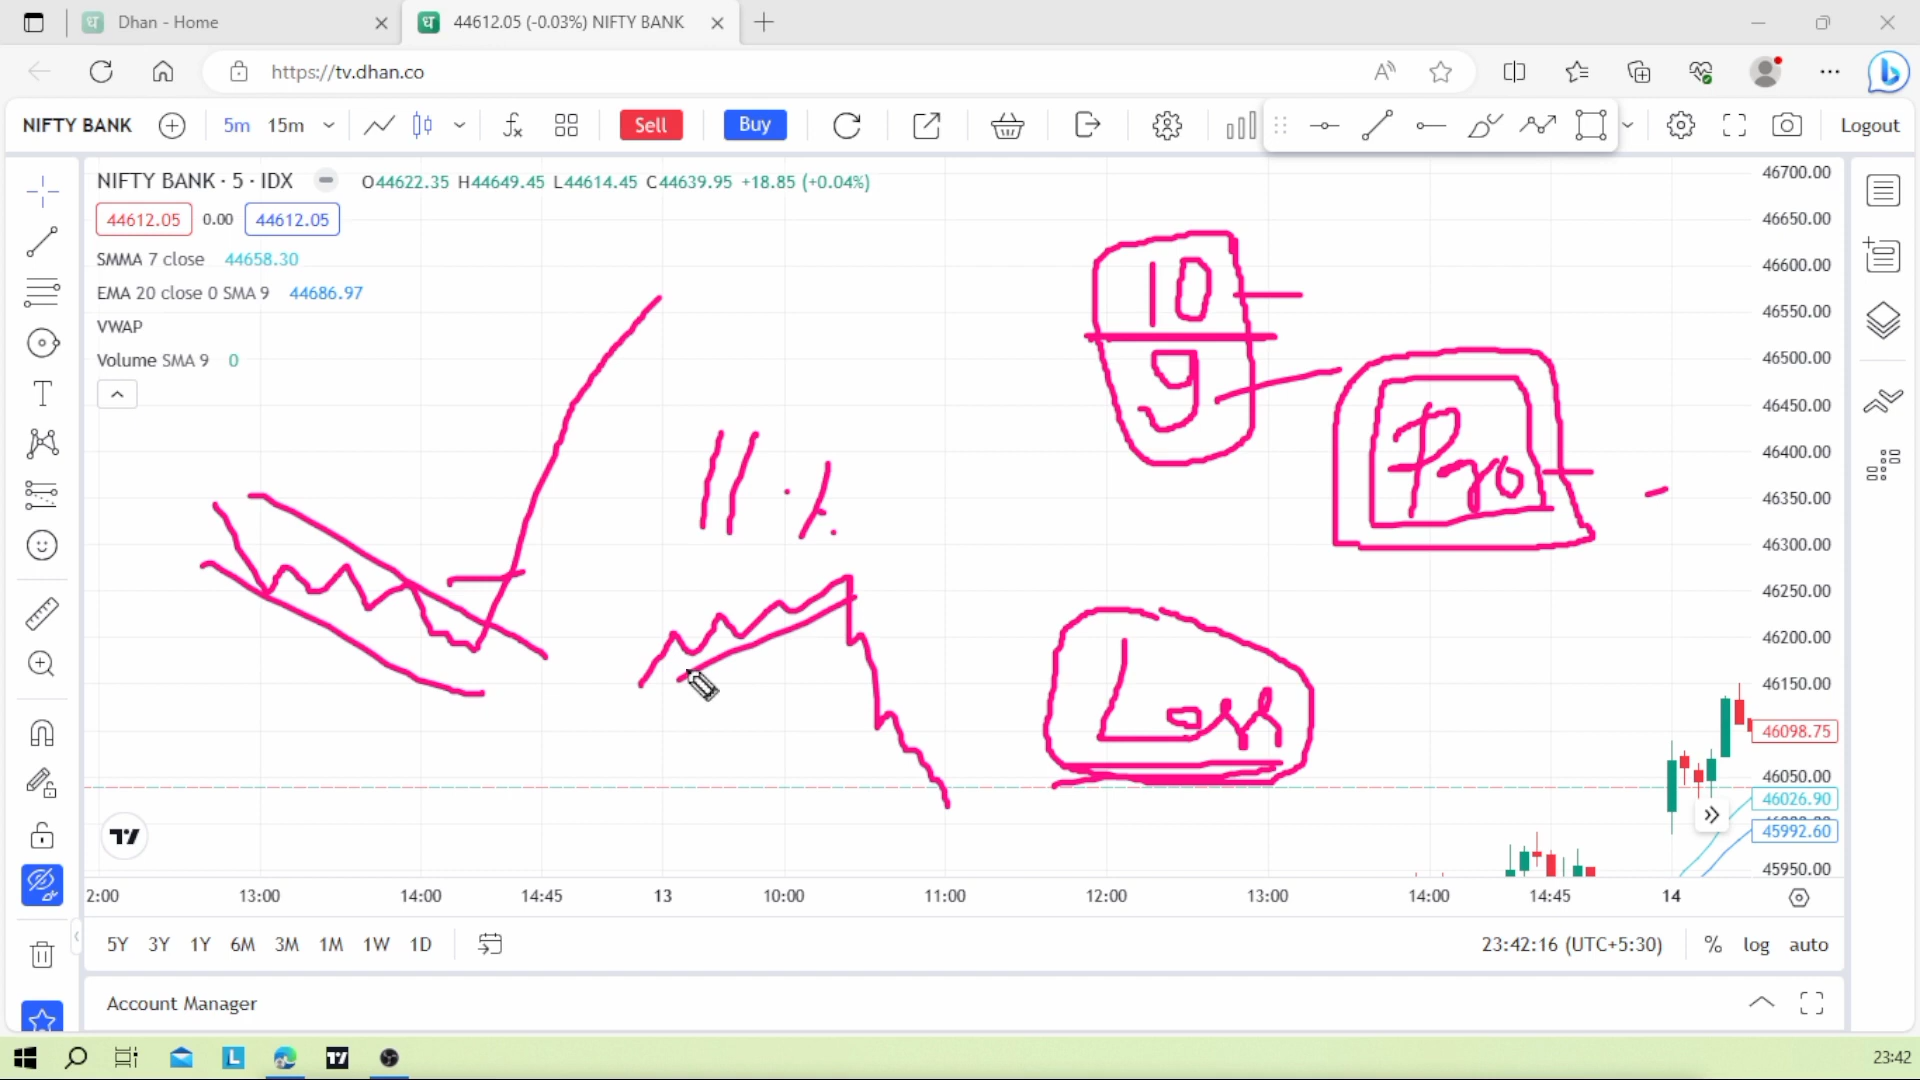 Dhan - Home
44612.05 (-0.03%) NIFTY BANK
https://tv.dhan.co
NIFTY BANK 5m 15m Sell Buy Logout
NIFTY BANK · 5 · IDX O44622.35 H44649.45 L44614.45 C44639.95 +18.85 (+0.04%)
44612.05 0.00 44612.05
SMMA 7 close 44658.30
EMA 20 close 0 SMA 9 44686.97
VWAP
Volume SMA 9 0
10
9
Pro
11 %
Loss
46700.00
46650.00
46600.00
46550.00
46500.00
46450.00
46400.00
46350.00
46300.00
46250.00
46200.00
46150.00
46098.75
46050.00
46026.90
45992.60
45950.00
2:00 13:00 14:00 14:45 13 10:00 11:00 12:00 13:00 14:00 14:45 14
5Y 3Y 1Y 6M 3M 1M 1W 1D 23:42:16 (UTC+5:30) % log auto
Account Manager
23:42